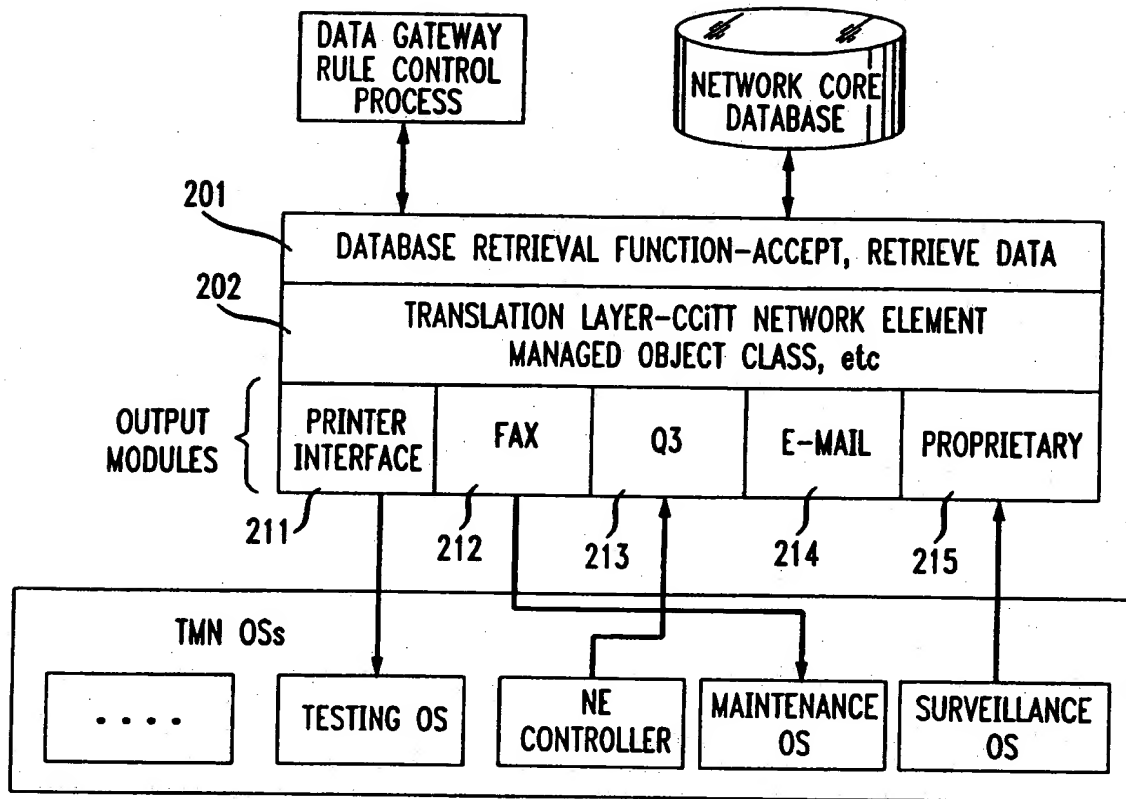 DATA GATEWAY
RULE CONTROL
PROCESS
NETWORK CORE
DATABASE
201
DATABASE RETRIEVAL FUNCTION-ACCEPT, RETRIEVE DATA
202
TRANSLATION LAYER-CCiTT NETWORK ELEMENT
MANAGED OBJECT CLASS, etc
OUTPUT
MODULES
PRINTER
INTERFACE
FAX
Q3
E-MAIL
PROPRIETARY
211
212
213
214
215
TMN OSs
. . . .
TESTING OS
NE
CONTROLLER
MAINTENANCE
OS
SURVEILLANCE
OS